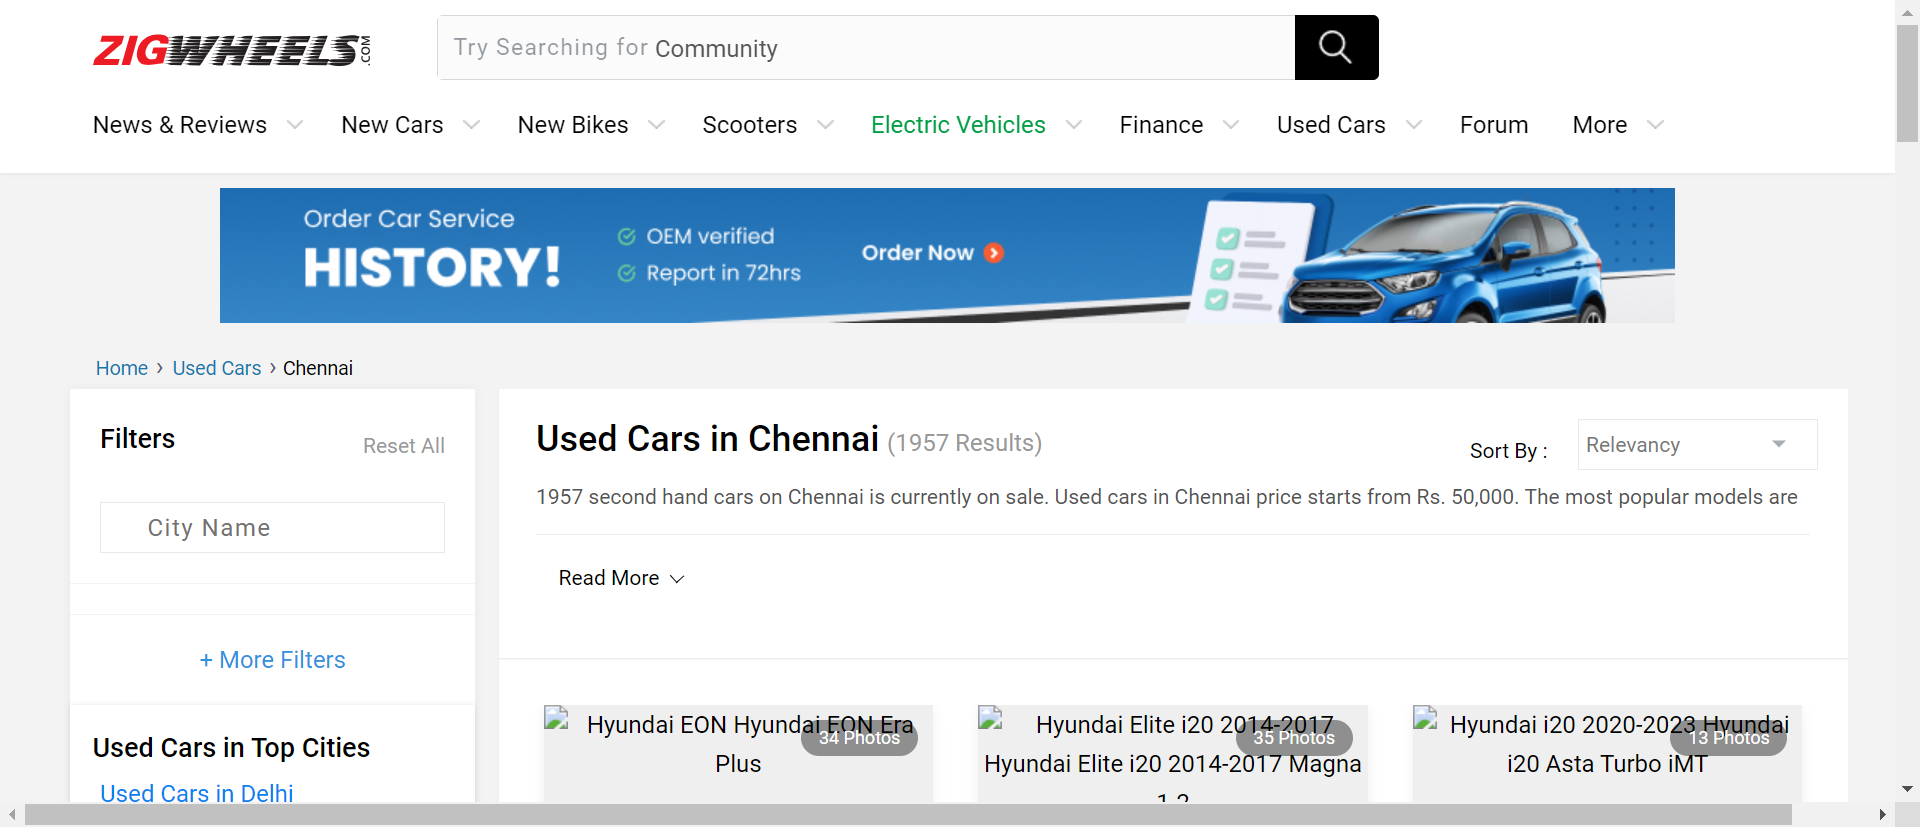 ZIGWHEELS.COM
Try Searching for Community
News & Reviews New Cars New Bikes Scooters Electric Vehicles Finance Used Cars Forum More
Order Car Service
HISTORY!
OEM verified
Report in 72hrs
Order Now
Home › Used Cars › Chennai
Filters
Reset All
City Name
+ More Filters
Used Cars in Top Cities
Used Cars in Delhi
Used Cars in Chennai (1957 Results)
Sort By :
Relevancy
1957 second hand cars on Chennai is currently on sale. Used cars in Chennai price starts from Rs. 50,000. The most popular models are
Read More
Hyundai EON Hyundai EON Era
Plus
34 Photos
Hyundai Elite i20 2014-2017
Hyundai Elite i20 2014-2017 Magna
1.2
35 Photos
Hyundai i20 2020-2023 Hyundai
i20 Asta Turbo iMT
13 Photos